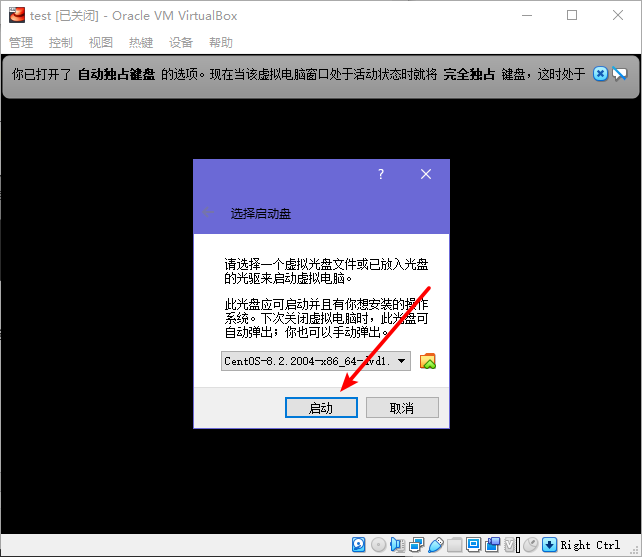 test [已关闭] - Oracle VM VirtualBox
管理 控制 视图 热键 设备 帮助
你已打开了 自动独占键盘 的选项。现在当该虚拟电脑窗口处于活动状态时就将 完全独占 键盘，这时处于
?
选择启动盘
请选择一个虚拟光盘文件或已放入光盘
的光驱来启动虚拟电脑。
此光盘应可启动并且有你想安装的操作
系统。下次关闭虚拟电脑时，此光盘可
自动弹出；你也可以手动弹出。
CentOS-8.2.2004-x86_64-dvd1.
启动 取消
Right Ctrl